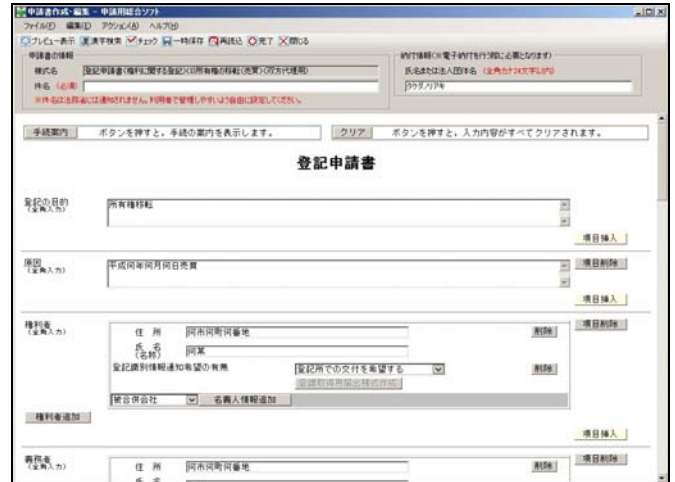 申請書作成・編集 - 申請用総合ソフト
ファイル(F) 編集(E) アクション(A) ヘルプ(H)
プレビュー表示 漢字検索 チェック 一時保存 再読込 完了 閉じる
申請書の情報
様式名 登記申請書(権利に関する登記)(3)所有権の移転(売買)(双方代理用)
件名 (必須)
※件名は法務省には通知されません。利用者で管理しやすいよう自由に設定してください。
納付情報(※電子納付を行う際に必要となります)
氏名または法人団体名 (全角カナ24文字以内)
手続案内 ボタンを押すと，手続の案内を表示します。 クリア ボタンを押すと，入力内容がすべてクリアされます。
登記申請書
登記の目的
(全角入力)
所有権移転
項目挿入
原因
(全角入力)
平成何年何月何日売買
項目削除
項目挿入
権利者
(全角入力)
住 所 何市何町何番地 削除 項目削除
氏 名
(名称)
何某
登記識別情報通知希望の有無 登記所での交付を希望する 削除
登識取得用届出様式作成
被合併会社 名義人情報追加
権利者追加
項目挿入
義務者
(全角入力)
住 所 何市何町何番地 削除 項目削除
氏 名